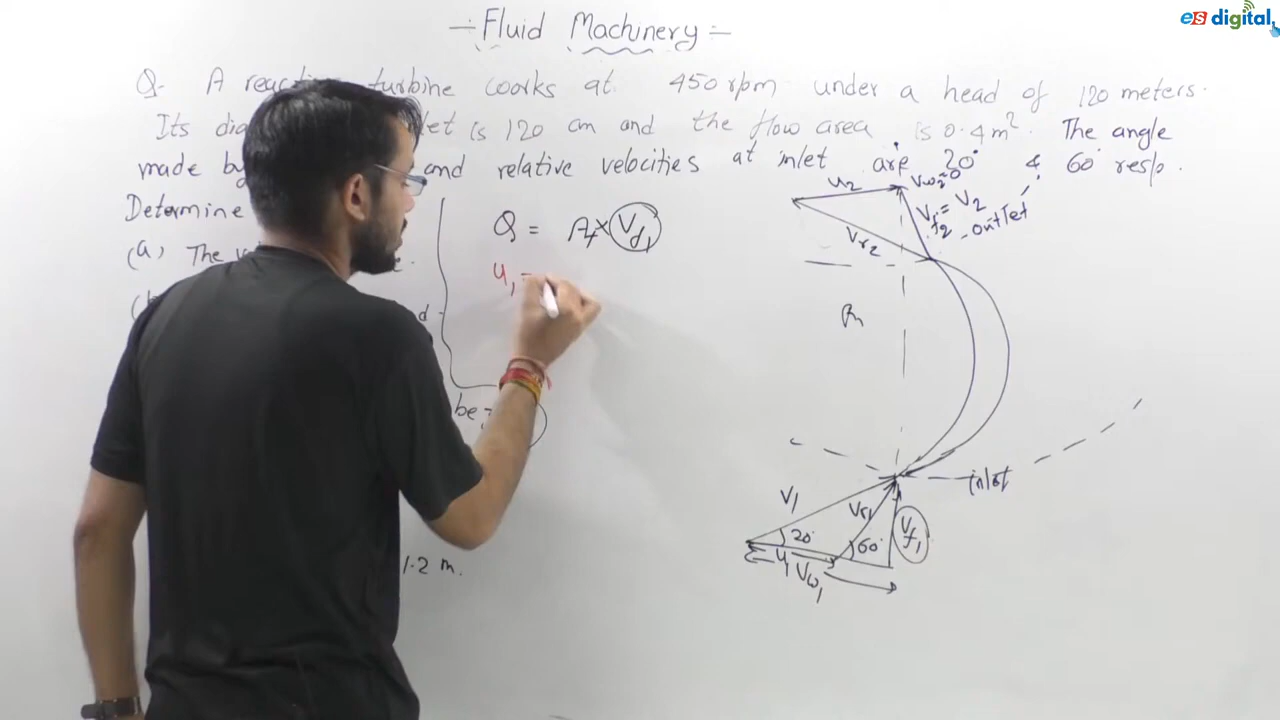 es digital
- Fluid Machinery -
Q. A reaction turbine works at 450 rpm under a head of 120 meters.
Its dia let is 120 cm and the flow area is 0.4 m². The angle
made by and relative velocities at inlet are 20° & 60° resp.
Determine
(a) The
Q = Af × Vf1
u1 =
1.2 m.
u2 Vw2=0
Vf2 = V2
Vr2
- outlet
inlet
V1 Vr1 Vf1
20° 60°
u1
Vw1